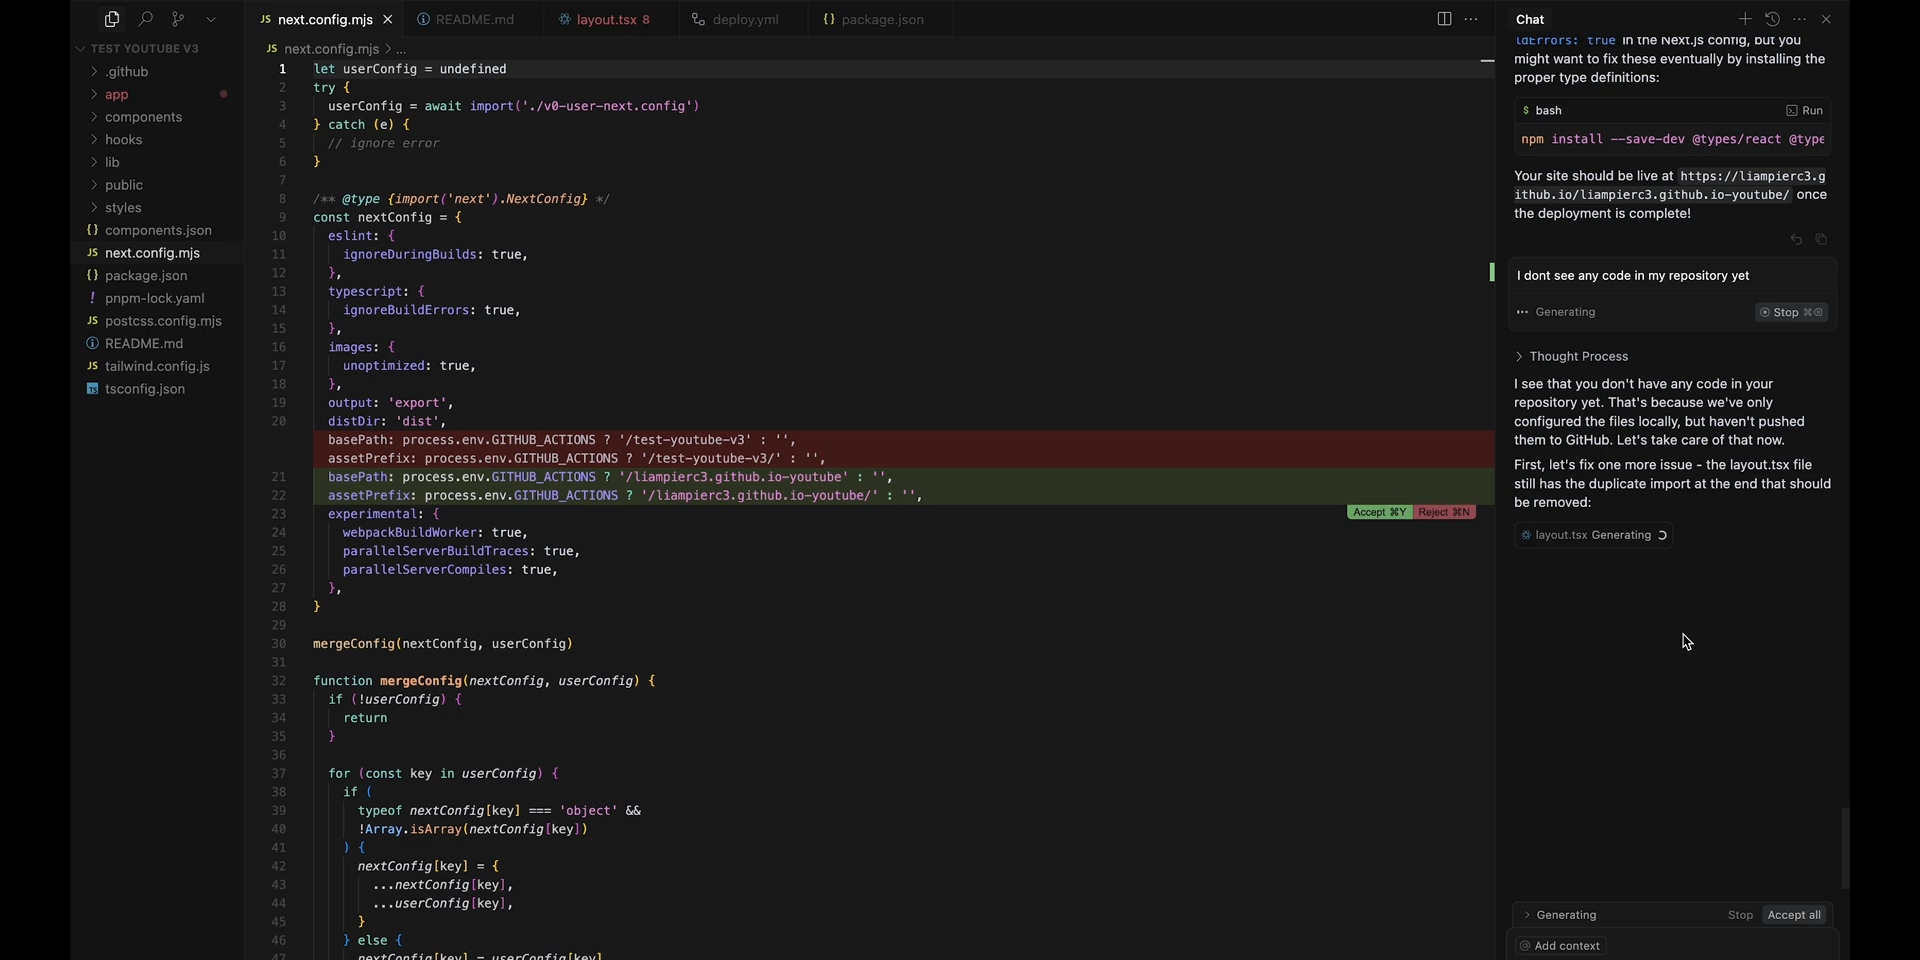 next.config.mjs
README.md
layout.tsx 8
deploy.yml
package.json
TEST YOUTUBE V3
.github
app
components
hooks
lib
public
styles
components.json
next.config.mjs
package.json
pnpm-lock.yaml
postcss.config.mjs
README.md
tailwind.config.js
tsconfig.json
JS next.config.mjs > ...
1 let userConfig = undefined
2 try {
3 userConfig = await import('./v0-user-next.config')
4 } catch (e) {
5 // ignore error
6 }
7
8 /** @type {import('next').NextConfig} */
9 const nextConfig = {
10 eslint: {
11 ignoreDuringBuilds: true,
12 },
13 typescript: {
14 ignoreBuildErrors: true,
15 },
16 images: {
17 unoptimized: true,
18 },
19 output: 'export',
20 distDir: 'dist',
basePath: process.env.GITHUB_ACTIONS ? '/test-youtube-v3' : '',
assetPrefix: process.env.GITHUB_ACTIONS ? '/test-youtube-v3/' : '',
21 basePath: process.env.GITHUB_ACTIONS ? '/liampierc3.github.io-youtube' : '',
22 assetPrefix: process.env.GITHUB_ACTIONS ? '/liampierc3.github.io-youtube/' : '',
23 experimental: {
Accept ⌘Y Reject ⌘N
24 webpackBuildWorker: true,
25 parallelServerBuildTraces: true,
26 parallelServerCompiles: true,
27 },
28 }
29
30 mergeConfig(nextConfig, userConfig)
31
32 function mergeConfig(nextConfig, userConfig) {
33 if (!userConfig) {
34 return
35 }
36
37 for (const key in userConfig) {
38 if (
39 typeof nextConfig[key] === 'object' &&
40 !Array.isArray(nextConfig[key])
41 ) {
42 nextConfig[key] = {
43 ...nextConfig[key],
44 ...userConfig[key],
45 }
46 } else {
47 nextConfig[key] = userConfig[key]
Chat
ldErrors: true in the Next.js config, but you
might want to fix these eventually by installing the
proper type definitions:
$ bash
Run
npm install --save-dev @types/react @type
Your site should be live at https://liampierc3.g
ithub.io/liampierc3.github.io-youtube/ once
the deployment is complete!
I dont see any code in my repository yet
Generating
Stop ⌘⌫
Thought Process
I see that you don't have any code in your
repository yet. That's because we've only
configured the files locally, but haven't pushed
them to GitHub. Let's take care of that now.
First, let's fix one more issue - the layout.tsx file
still has the duplicate import at the end that should
be removed:
layout.tsx Generating
Generating
Stop
Accept all
@ Add context